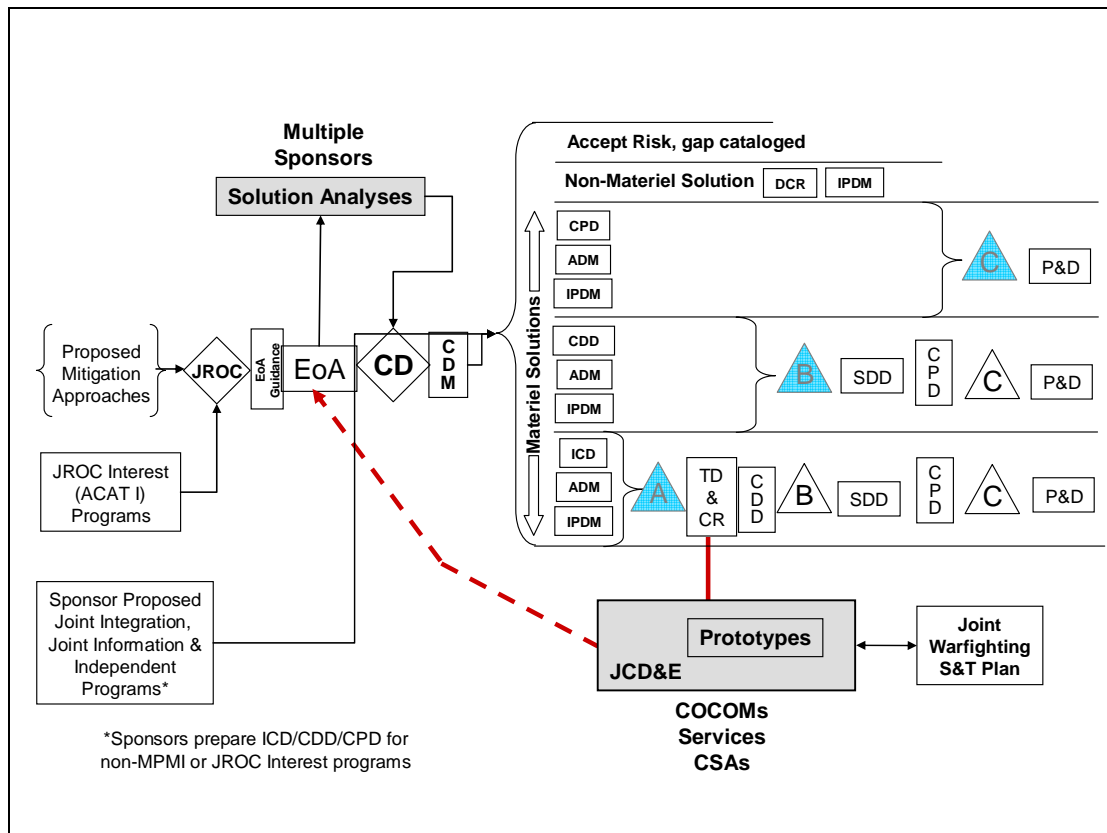 Multiple
Sponsors
Solution Analyses
Accept Risk, gap cataloged
Non-Materiel Solution
DCR
IPDM
Materiel Solutions
CPD
ADM
IPDM
C
P&D
CDD
ADM
IPDM
B
SDD
C
P
D
C
P&D
ICD
ADM
IPDM
A
TD
&
CR
C
D
D
B
SDD
C
P
D
C
P&D
Proposed
Mitigation
Approaches
JROC
EoA
Guidance
EoA
CD
C
D
M
JROC Interest
(ACAT I)
Programs
Sponsor Proposed
Joint Integration,
Joint Information &
Independent
Programs*
Prototypes
JCD&E
Joint
Warfighting
S&T Plan
COCOMs
Services
CSAs
*Sponsors prepare ICD/CDD/CPD for
non-MPMI or JROC Interest programs